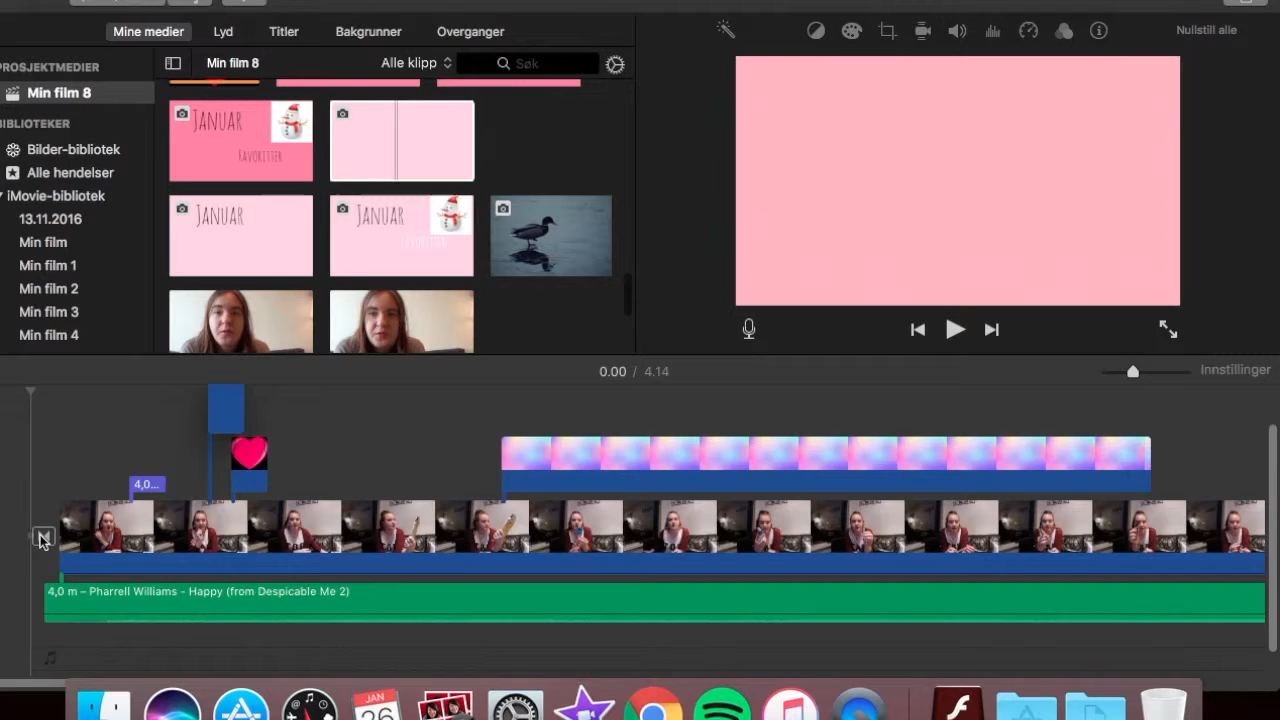 Mine medier Lyd Titler Bakgrunner Overganger
Nullstill alle
PROSJEKTMEDIER
Min film 8
Min film 8 Alle klipp Søk
BIBLIOTEKER
Bilder-bibliotek
Alle hendelser
iMovie-bibliotek
13.11.2016
Min film
Min film 1
Min film 2
Min film 3
Min film 4
Januar
Favoritter
Januar
Januar
Favoritter
0.00 / 4.14
Innstillinger
4,0...
4,0 m – Pharrell Williams - Happy (from Despicable Me 2)
JAN
26